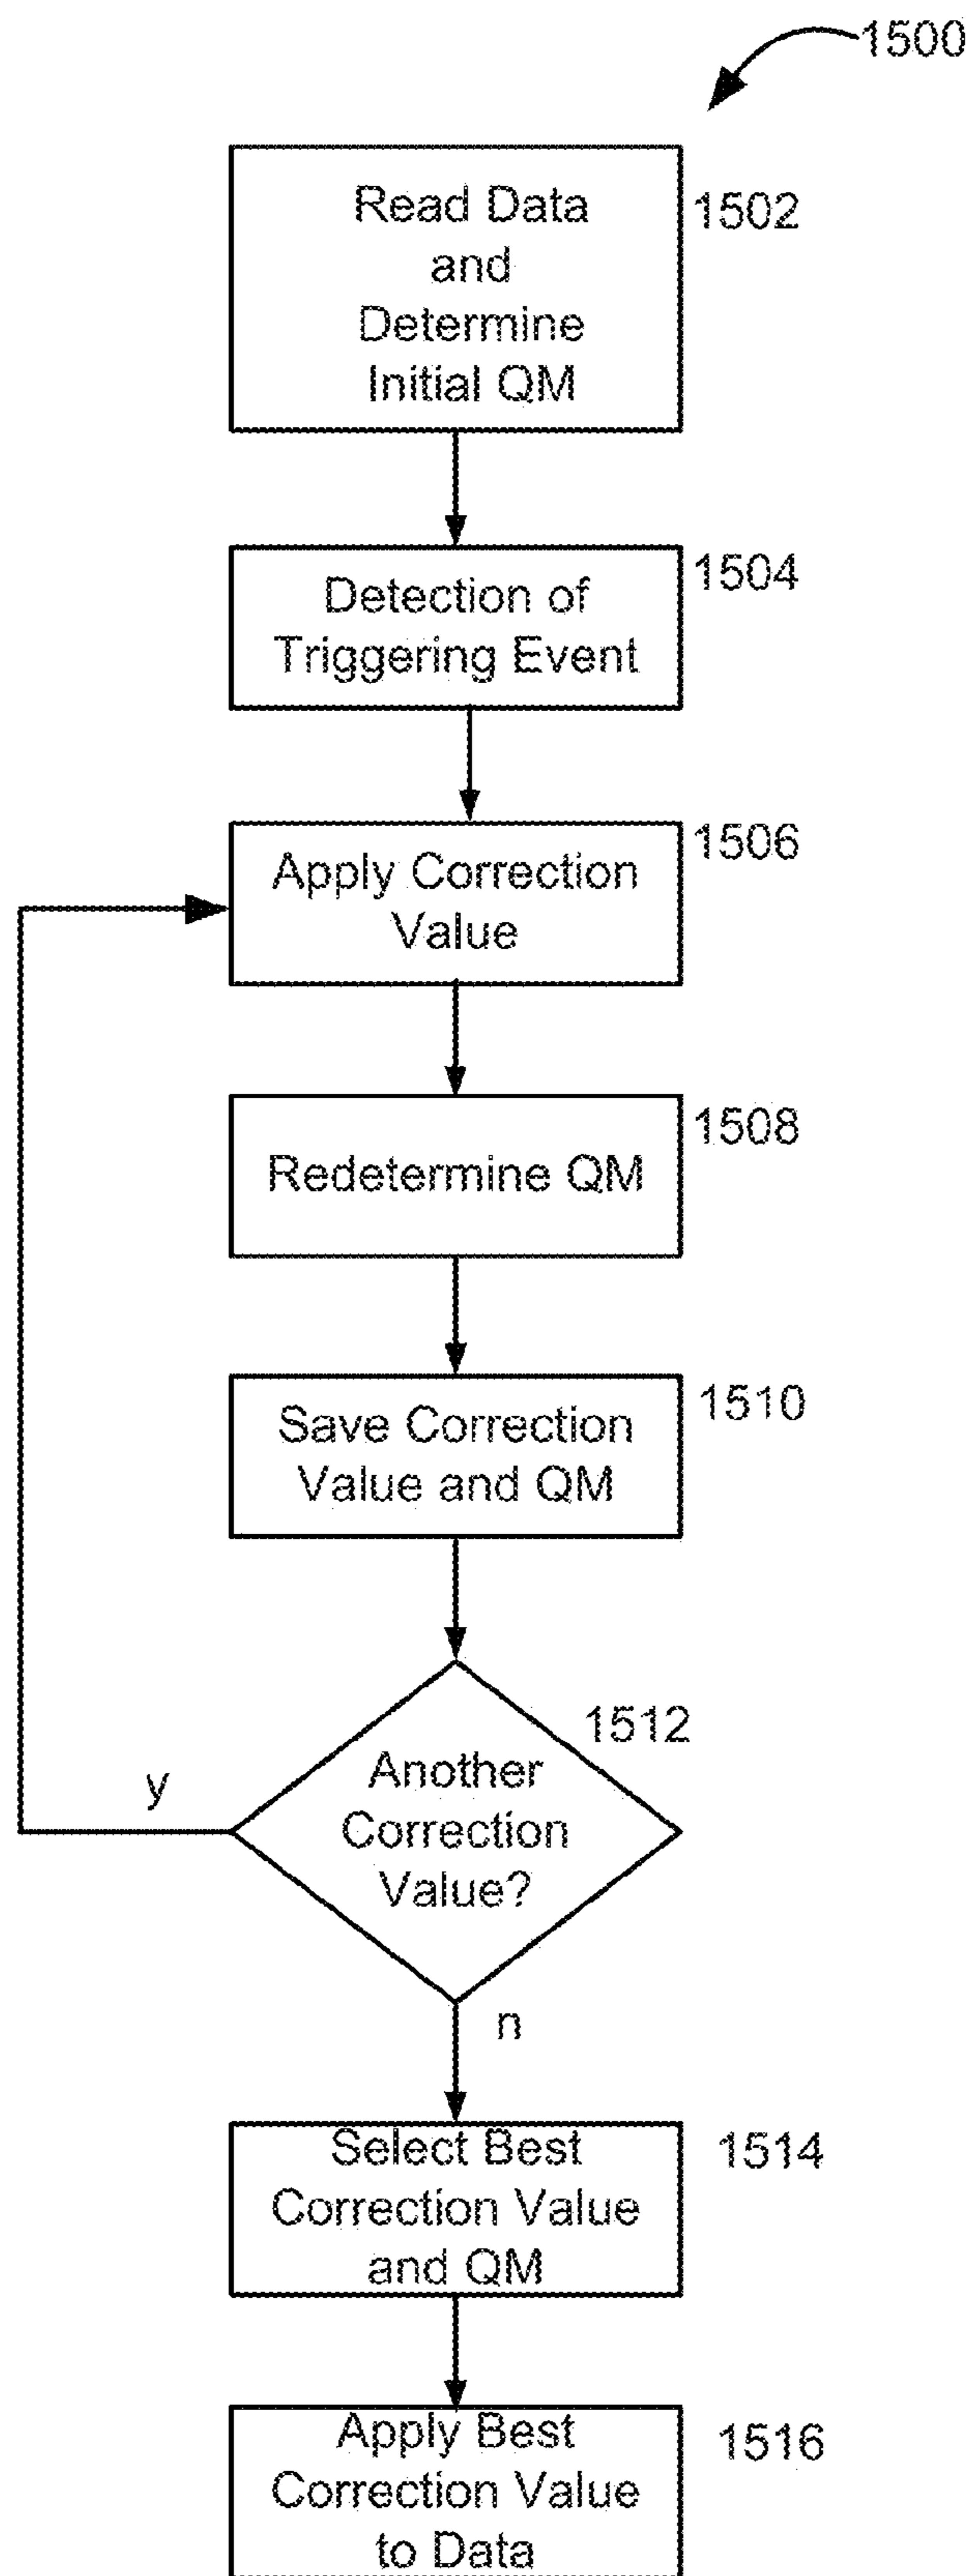 1500
Read Data
and
Determine
Initial QM
1502
Detection of
Triggering Event
1504
Apply Correction
Value
1506
Redetermine QM
1508
Save Correction
Value and QM
1510
Another
Correction
Value?
1512
y
n
Select Best
Correction Value
and QM
1514
Apply Best
Correction Value
to Data
1516